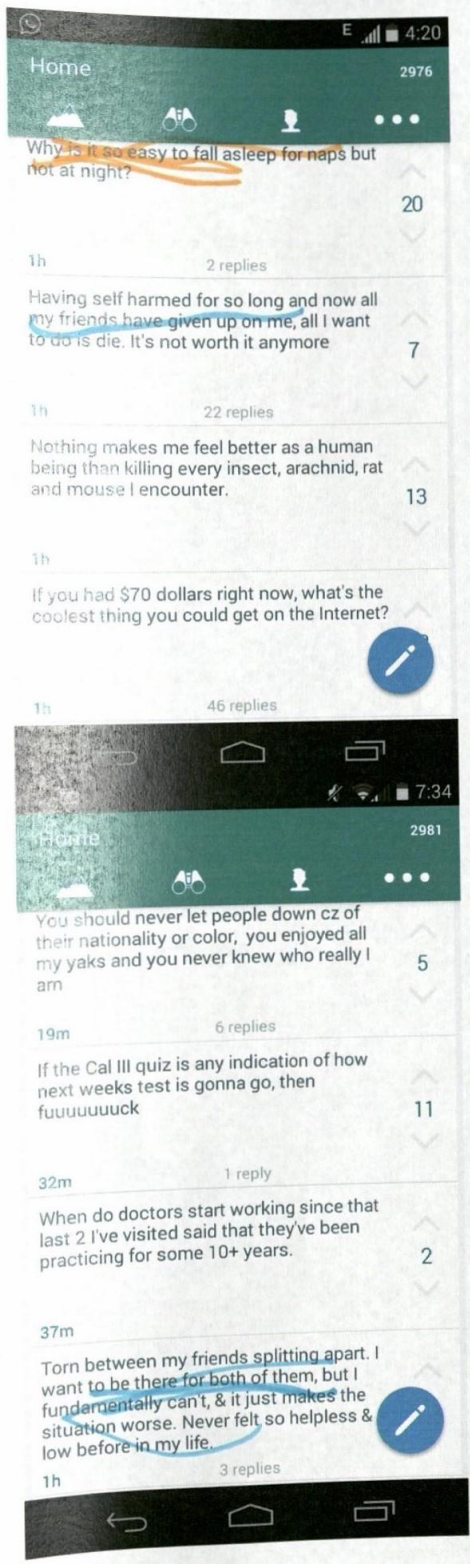 E 4:20
Home 2976
Why is it so easy to fall asleep for naps but
not at night?
20
1h 2 replies
Having self harmed for so long and now all
my friends have given up on me, all I want
to do is die. It's not worth it anymore
7
1h 22 replies
Nothing makes me feel better as a human
being than killing every insect, arachnid, rat
and mouse I encounter.
13
1h
If you had $70 dollars right now, what's the
coolest thing you could get on the Internet?
1h 46 replies
7:34
Home 2981
You should never let people down cz of
their nationality or color, you enjoyed all
my yaks and you never knew who really I
am
5
19m 6 replies
If the Cal III quiz is any indication of how
next weeks test is gonna go, then
fuuuuuuuck
11
32m 1 reply
When do doctors start working since that
last 2 I've visited said that they've been
practicing for some 10+ years.
2
37m
Torn between my friends splitting apart. I
want to be there for both of them, but I
fundamentally can't, & it just makes the
situation worse. Never felt so helpless &
low before in my life.
1h 3 replies